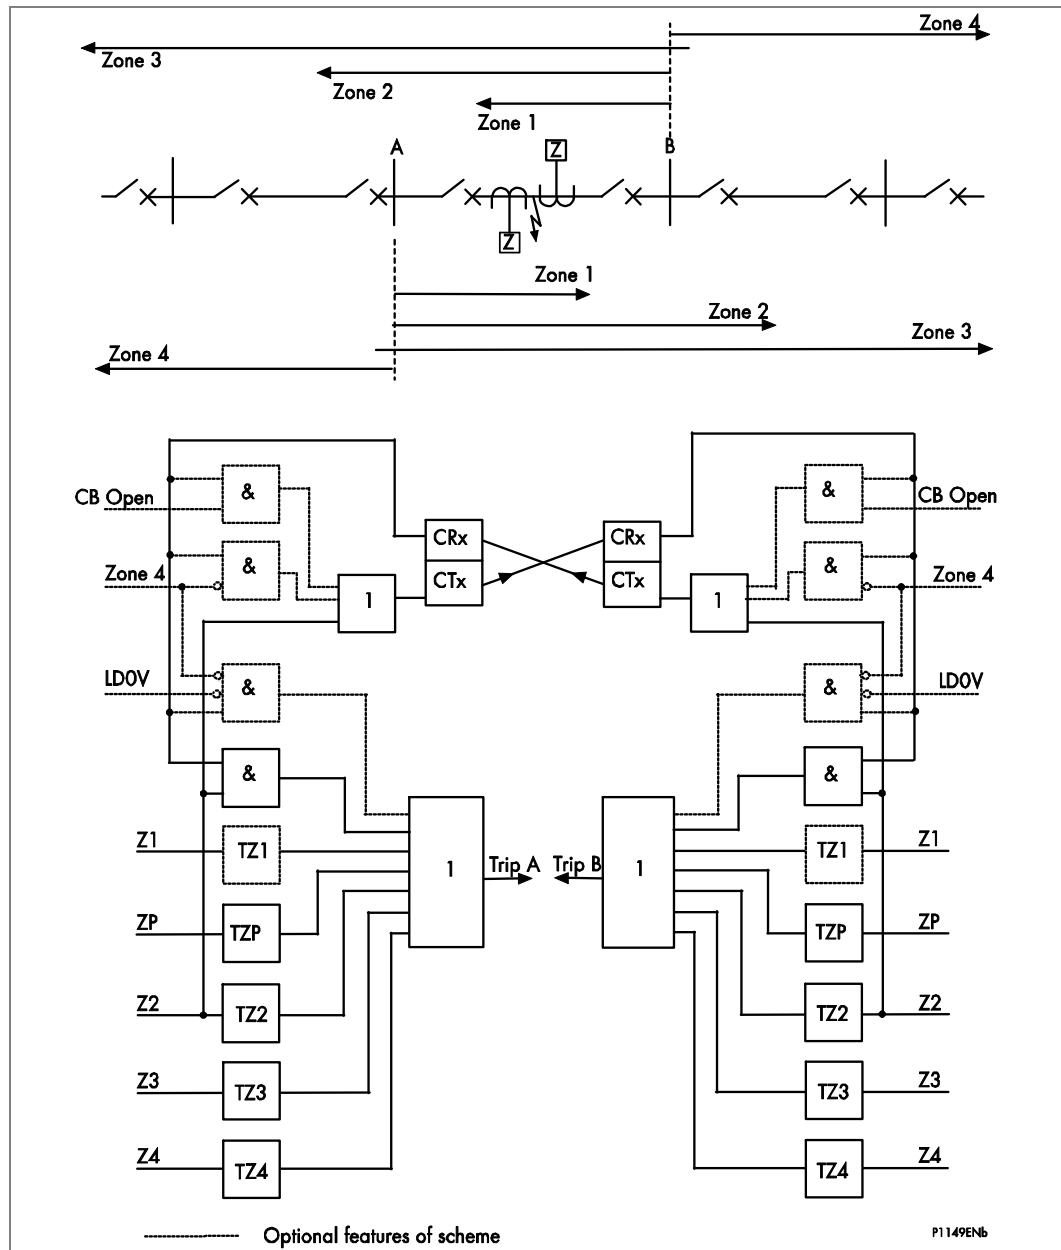 Zone 4
Zone 3
Zone 2
Zone 1
A
B
Z
Z
Zone 1
Zone 2
Zone 3
Zone 4
& &
CB Open CB Open
CRx CRx
& &
Zone 4 Zone 4
CTx CTx
1 1
LD0V LD0V
& &
& &
Z1 TZ1 TZ1 Z1
1 Trip A Trip B 1
ZP TZP TZP ZP
Z2 TZ2 TZ2 Z2
Z3 TZ3 TZ3 Z3
Z4 TZ4 TZ4 Z4
Optional features of scheme
P1149ENb